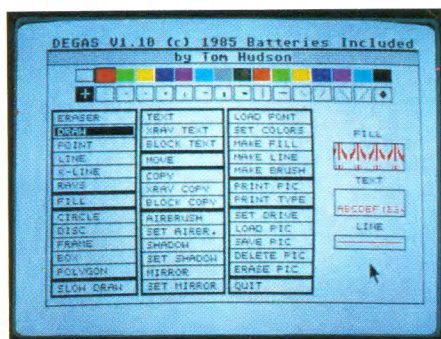 DEGAS V1.10 (c) 1985 Batteries Included
by Tom Hudson
ERASER
DRAW
POINT
LINE
K-LINE
RAYS
FILL
CIRCLE
DISC
FRAME
BOX
POLYGON
SLOW DRAW
TEXT
XRAY TEXT
BLOCK TEXT
MOVE
COPY
XRAY COPY
BLOCK COPY
AIRBRUSH
SET AIRBR.
SHADOW
SET SHADOW
MIRROR
SET MIRROR
LOAD FONT
SET COLORS
MAKE FILL
MAKE LINE
MAKE BRUSH
PRINT PIC
PRINT TYPE
SET DRIVE
LOAD PIC
SAVE PIC
DELETE PIC
ERASE PIC
QUIT
FILL
TEXT
ABCDEF 123
LINE